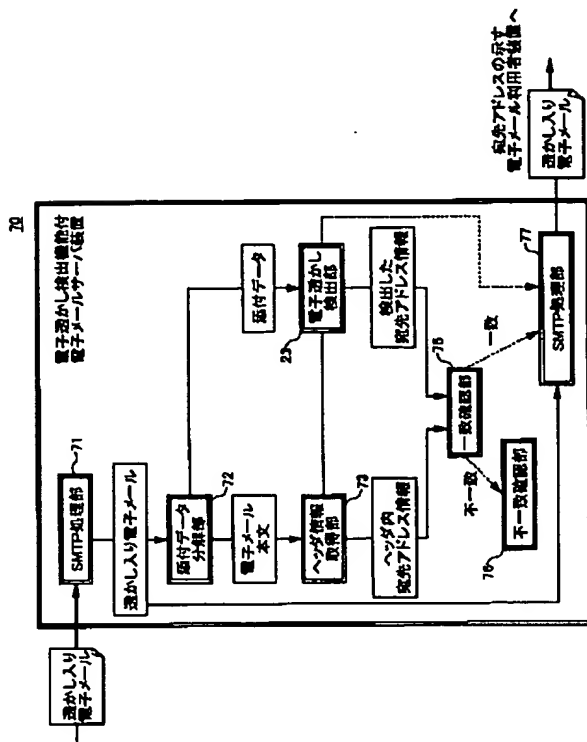 70
電子透かし検出機能付
電子メールサーバ装置
透かし入り
電子メール
SMTP処理部
71
透かし入り電子メール
添付データ
分解部
72
添付データ
電子メール
本文
ヘッダ情報
取得部
73
電子透かし
検出部
23
ヘッダ内
宛先アドレス情報
検出した
宛先アドレス情報
一致確認部
75
不一致
一致
不一致確認部
76
SMTP処理部
77
透かし入り
電子メール
宛先アドレスの示す
電子メール利用者装置へ